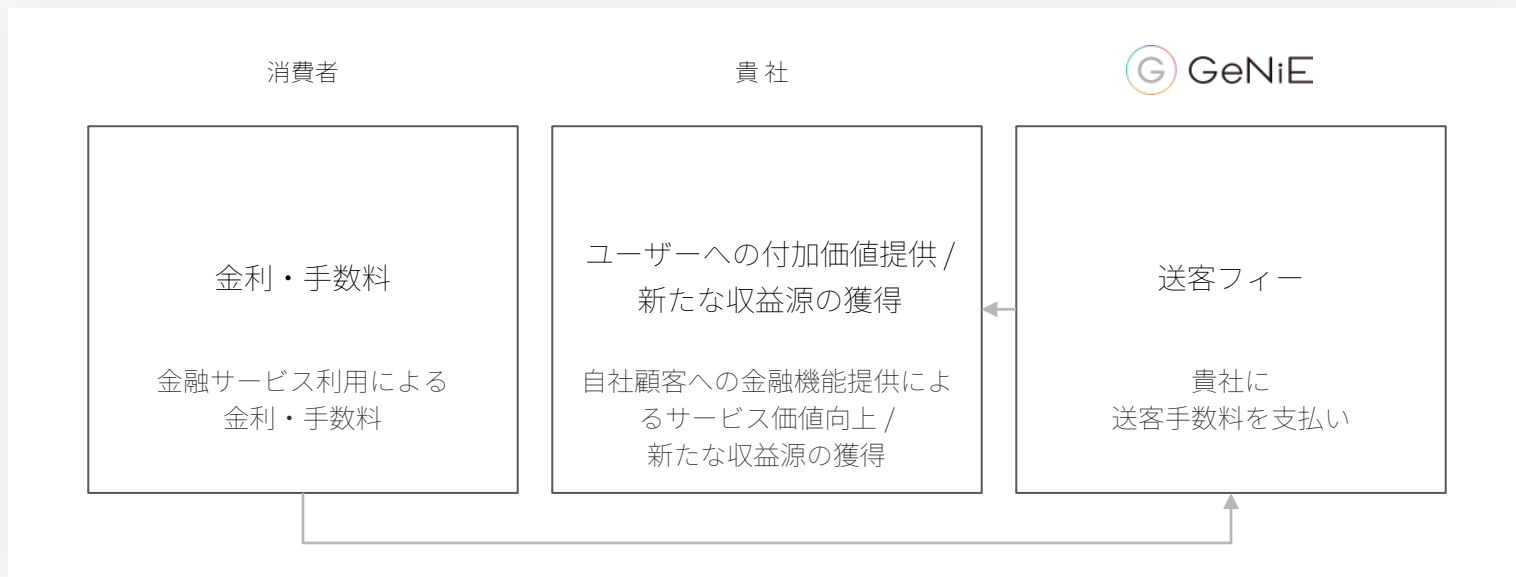 消費者
貴社
G GeNiE
金利・手数料
金融サービス利用による
金利・手数料
ユーザーへの付加価値提供 /
新たな収益源の獲得
自社顧客への金融機能提供によ
るサービス価値向上 /
新たな収益源の獲得
送客フィー
貴社に
送客手数料を支払い